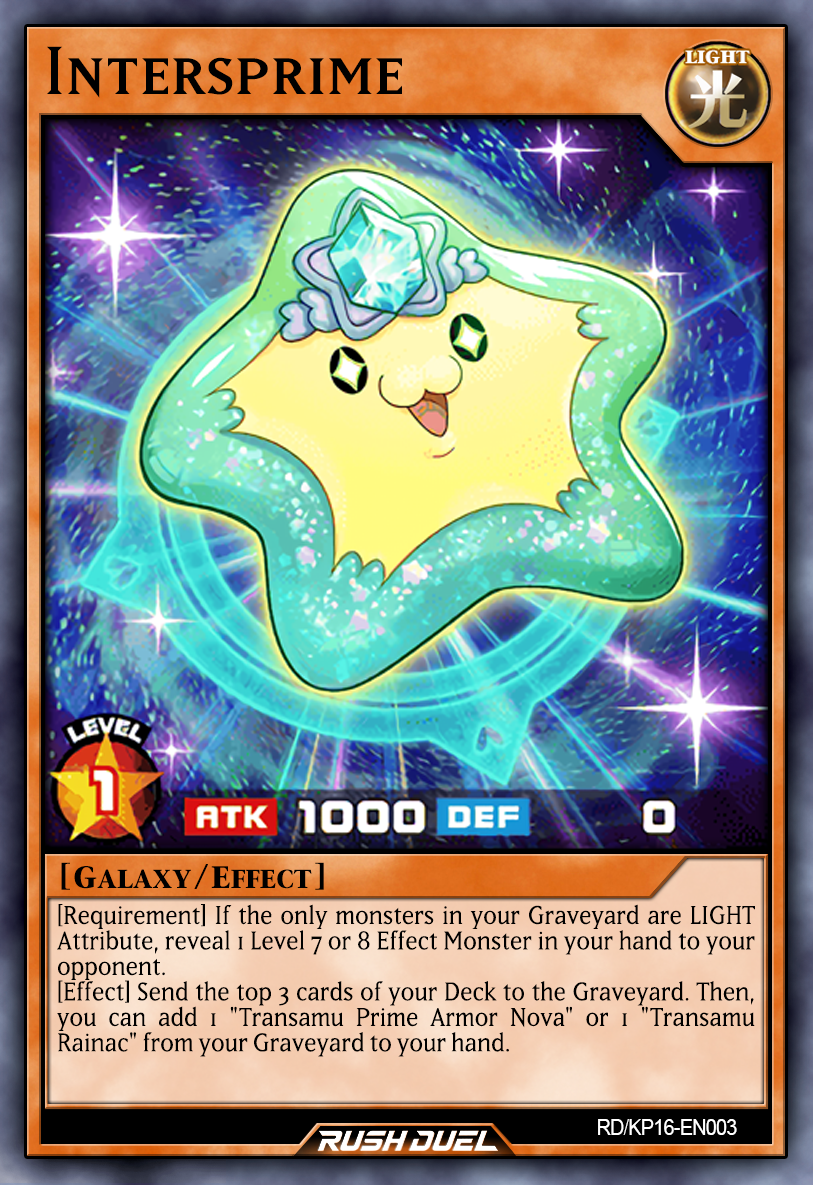 Intersprime
LIGHT
光
LEVEL
1
ATK 1000 DEF 0
[Galaxy/Effect]
[Requirement] If the only monsters in your Graveyard are LIGHT
Attribute, reveal 1 Level 7 or 8 Effect Monster in your hand to your
opponent.
[Effect] Send the top 3 cards of your Deck to the Graveyard. Then,
you can add 1 "Transamu Prime Armor Nova" or 1 "Transamu
Rainac" from your Graveyard to your hand.
RD/KP16-EN003
RUSH DUEL